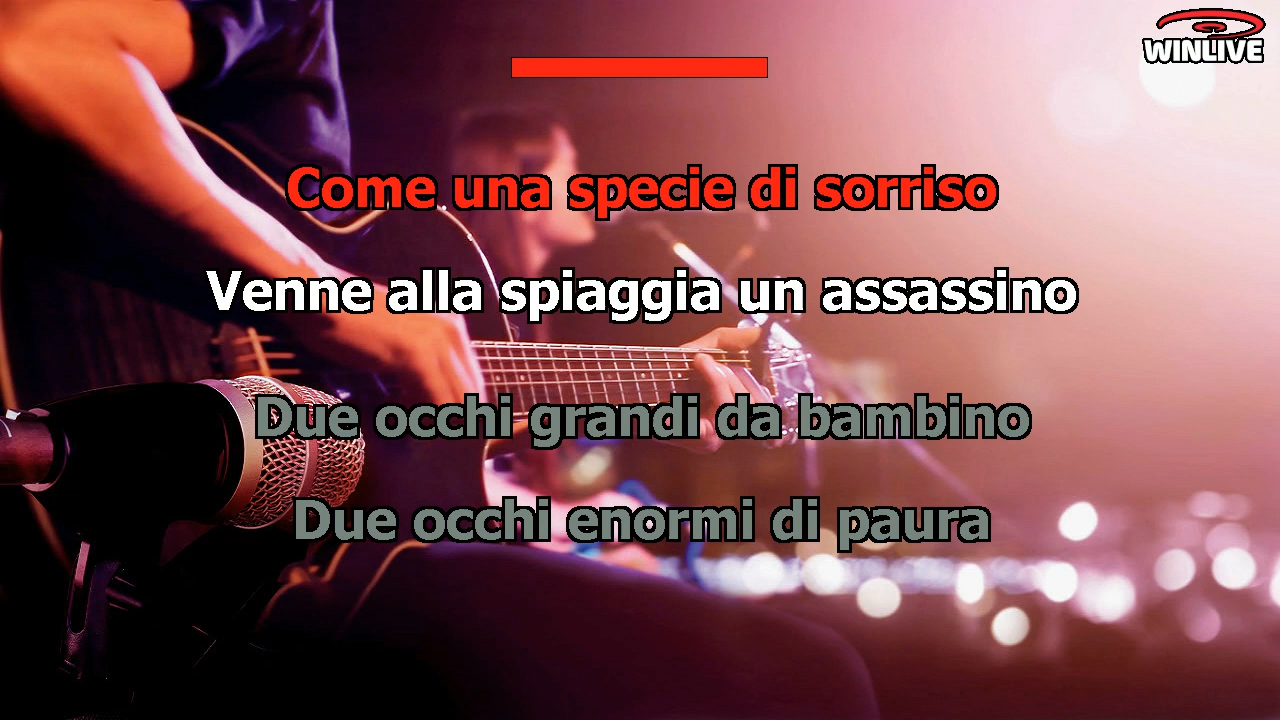 WINLIVE
Come una specie di sorriso
Venne alla spiaggia un assassino
Due occhi grandi da bambino
Due occhi enormi di paura